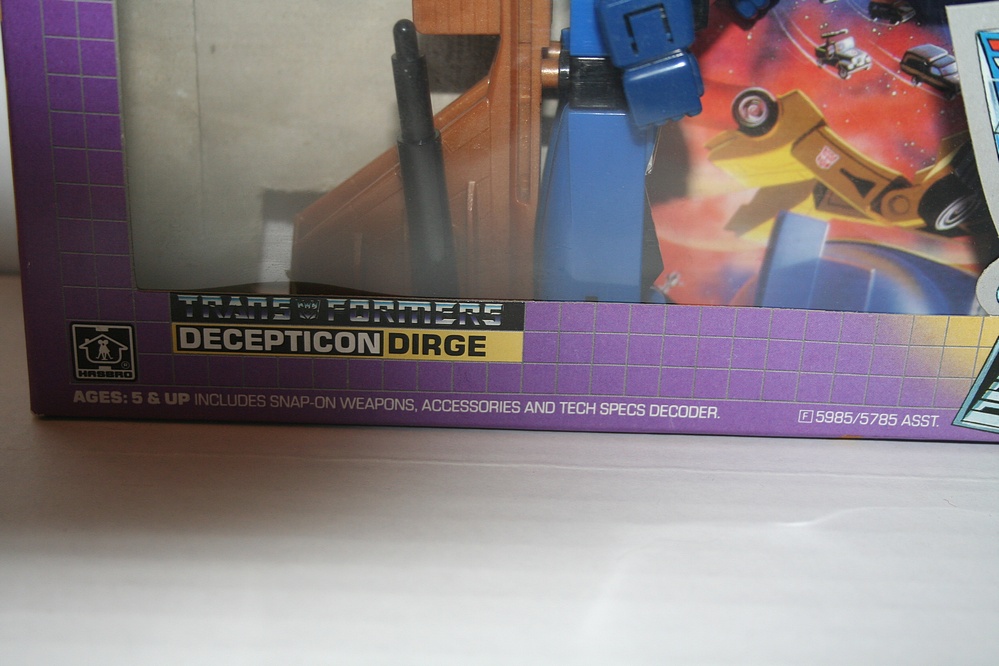 TRANSFORMERS
DECEPTICON DIRGE
HASBRO ®
AGES: 5 & UP INCLUDES SNAP-ON WEAPONS, ACCESSORIES AND TECH SPECS DECODER.
F 5985/5785 ASST.